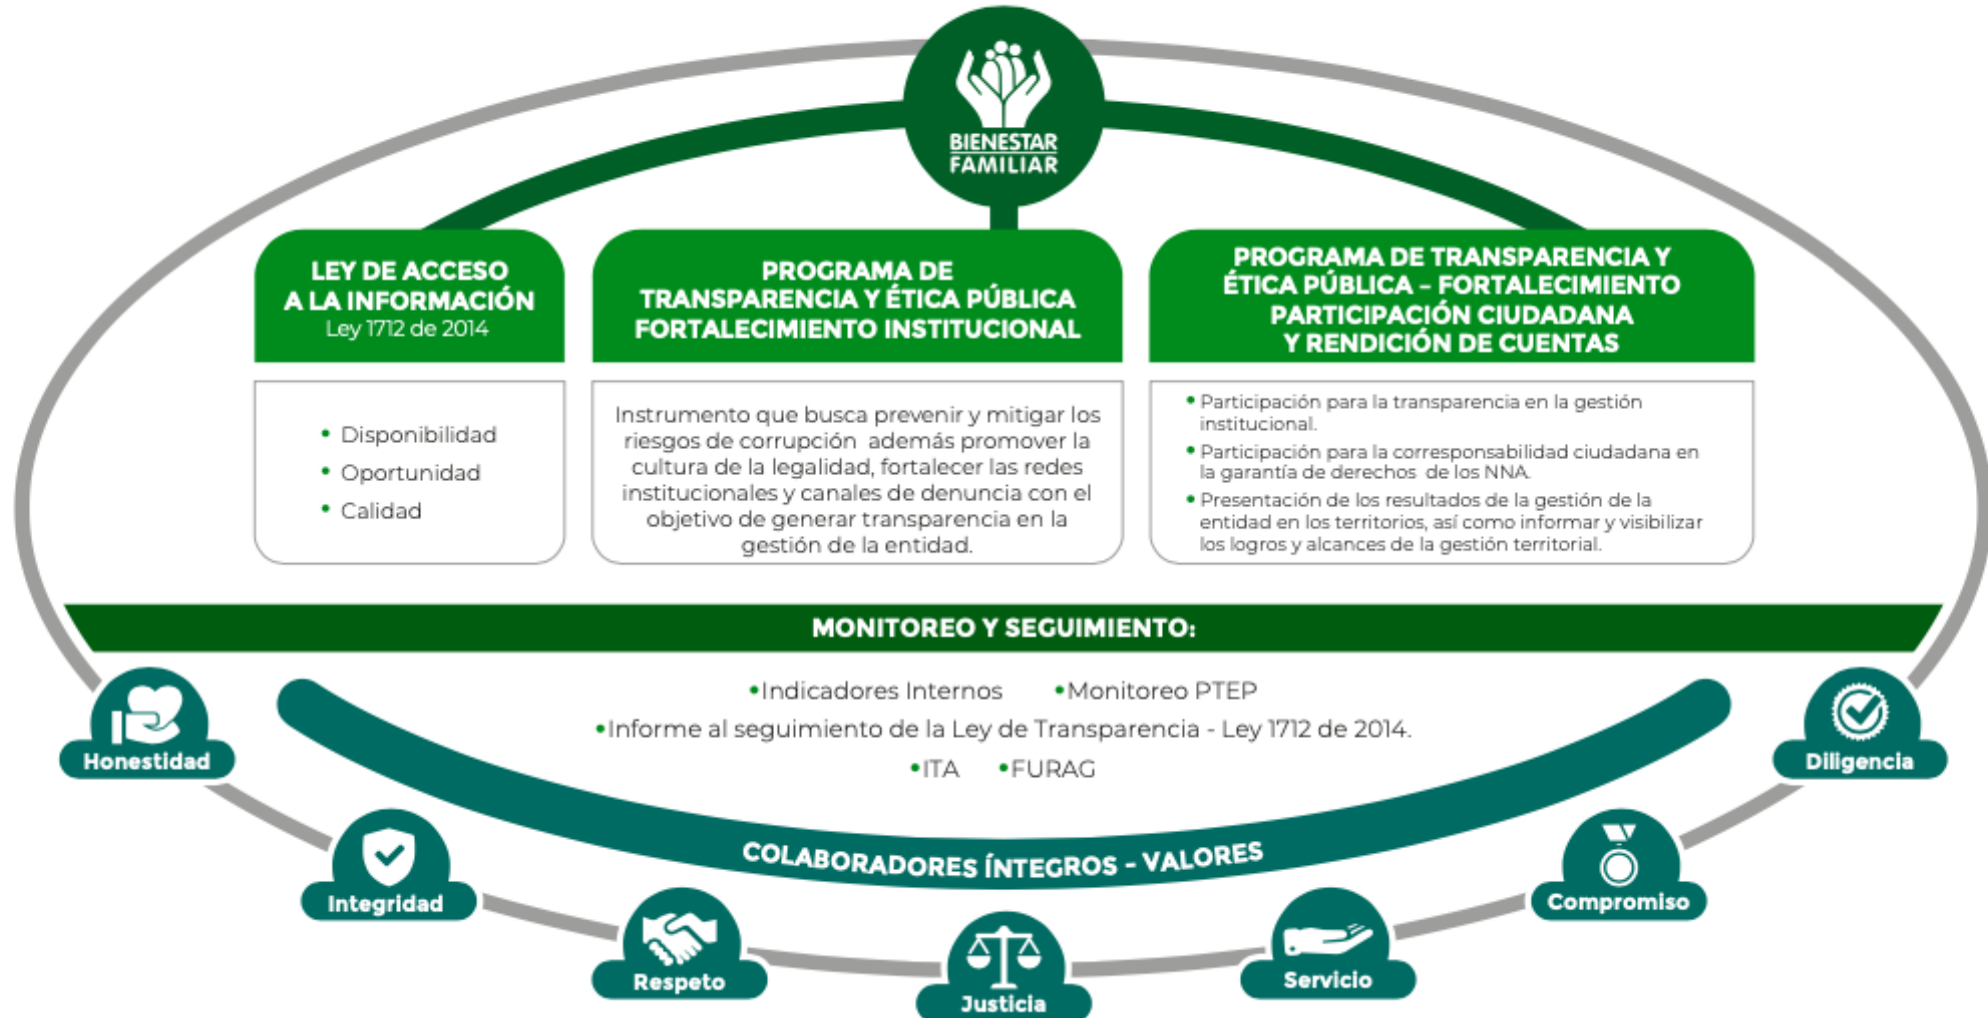 BIENESTAR
FAMILIAR
LEY DE ACCESO
A LA INFORMACIÓN
Ley 1712 de 2014
• Disponibilidad
• Oportunidad
• Calidad
PROGRAMA DE
TRANSPARENCIA Y ÉTICA PÚBLICA
FORTALECIMIENTO INSTITUCIONAL
Instrumento que busca prevenir y mitigar los
riesgos de corrupción además promover la
cultura de la legalidad, fortalecer las redes
institucionales y canales de denuncia con el
objetivo de generar transparencia en la
gestión de la entidad.
PROGRAMA DE TRANSPARENCIA Y
ÉTICA PÚBLICA – FORTALECIMIENTO
PARTICIPACIÓN CIUDADANA
Y RENDICIÓN DE CUENTAS
• Participación para la transparencia en la gestión
institucional.
• Participación para la corresponsabilidad ciudadana en
la garantía de derechos de los NNA.
• Presentación de los resultados de la gestión de la
entidad en los territorios, así como informar y visibilizar
los logros y alcances de la gestión territorial.
MONITOREO Y SEGUIMIENTO:
•Indicadores Internos •Monitoreo PTEP
•Informe al seguimiento de la Ley de Transparencia - Ley 1712 de 2014.
•ITA •FURAG
COLABORADORES ÍNTEGROS - VALORES
Honestidad
Integridad
Respeto
Justicia
Servicio
Compromiso
Diligencia